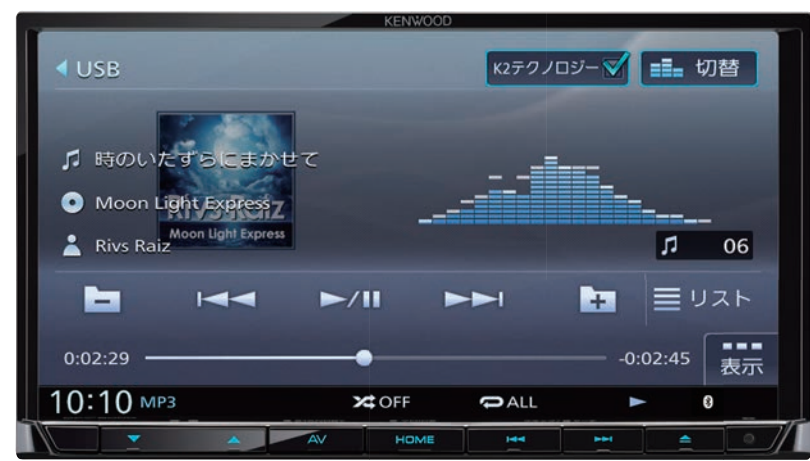 KENWOOD
USB
K2テクノロジー
切替
時のいたずらにまかせて
Moon Light Express
Rivs Raiz
Rivs Raiz
Moon Light Express
06
リスト
0:02:29
-0:02:45
表示
10:10 MP3
OFF
ALL
AV
HOME